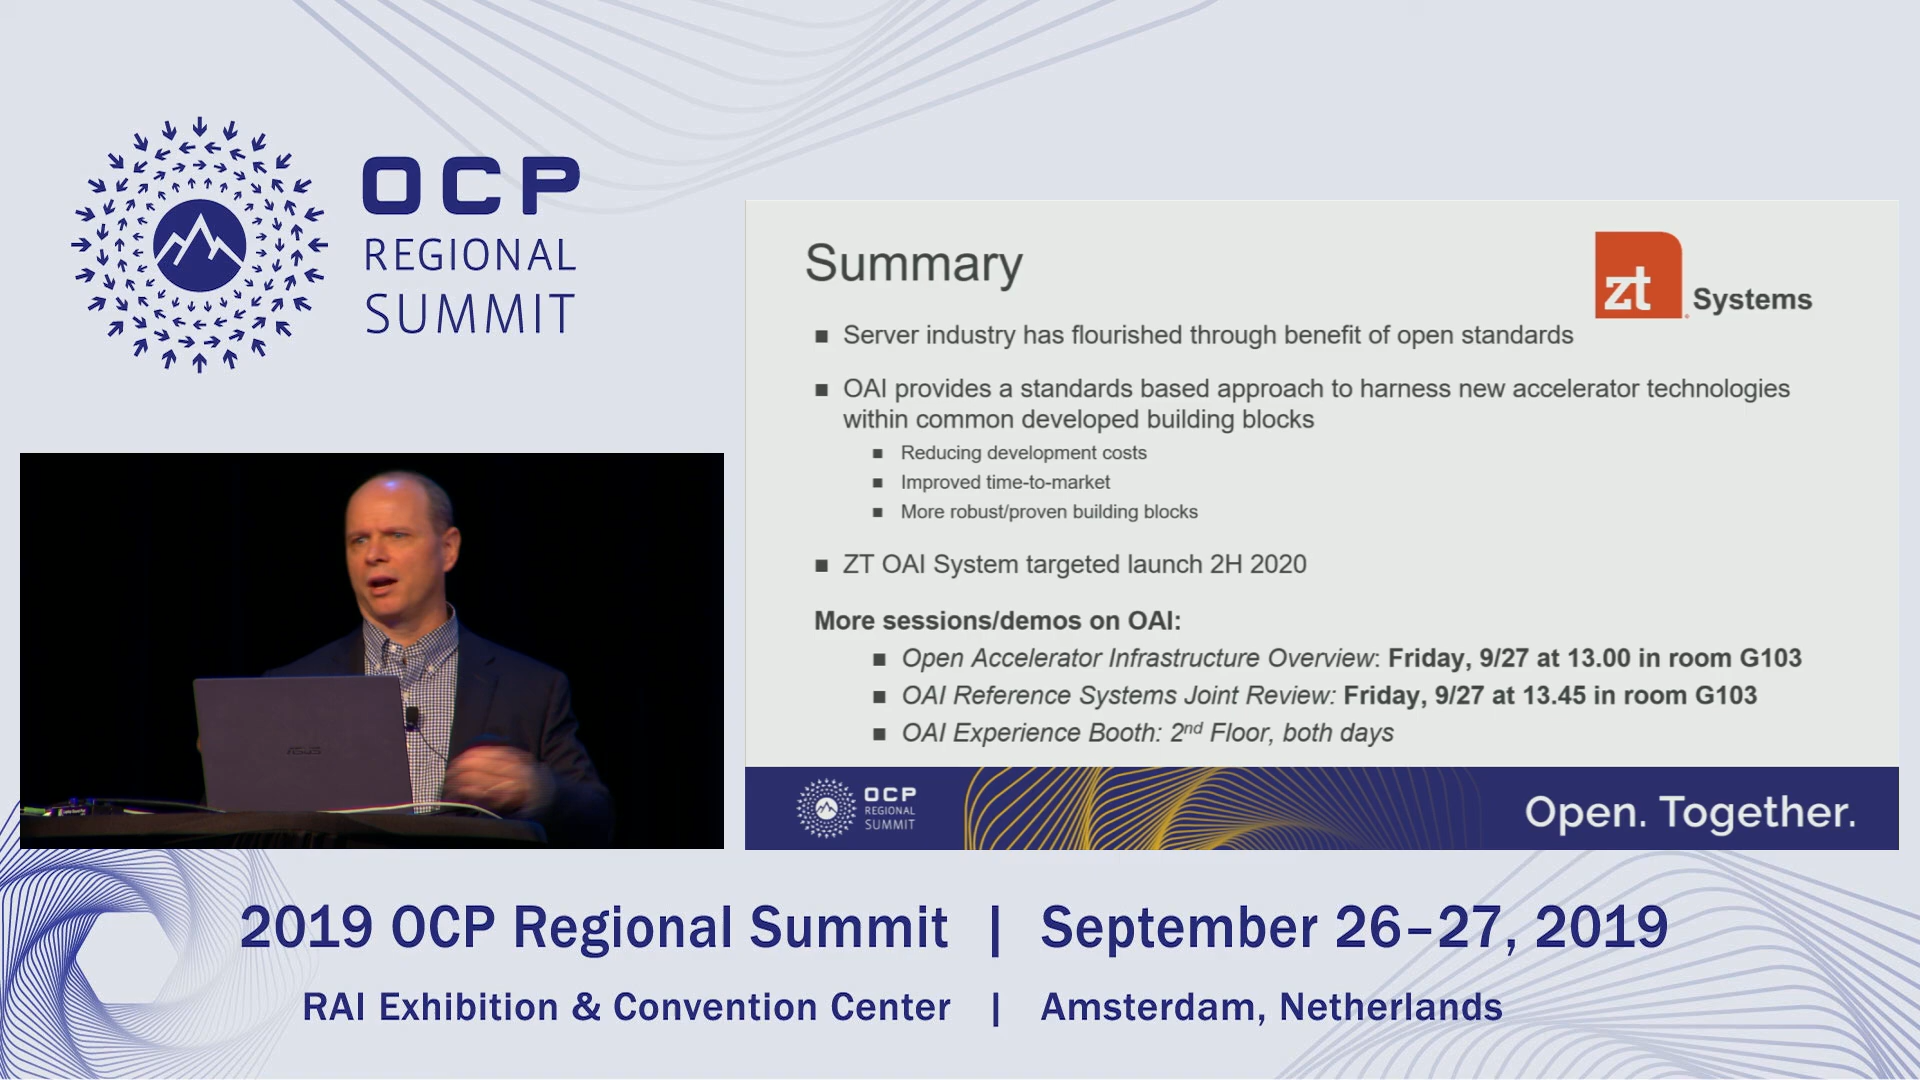 OCP
REGIONAL
SUMMIT
Summary
zt Systems
■ Server industry has flourished through benefit of open standards
■ OAI provides a standards based approach to harness new accelerator technologies
within common developed building blocks
■ Reducing development costs
■ Improved time-to-market
■ More robust/proven building blocks
■ ZT OAI System targeted launch 2H 2020
More sessions/demos on OAI:
■ Open Accelerator Infrastructure Overview: Friday, 9/27 at 13.00 in room G103
■ OAI Reference Systems Joint Review: Friday, 9/27 at 13.45 in room G103
■ OAI Experience Booth: 2nd Floor, both days
OCP
REGIONAL
SUMMIT
Open. Together.
ASUS
2019 OCP Regional Summit | September 26–27, 2019
RAI Exhibition & Convention Center | Amsterdam, Netherlands